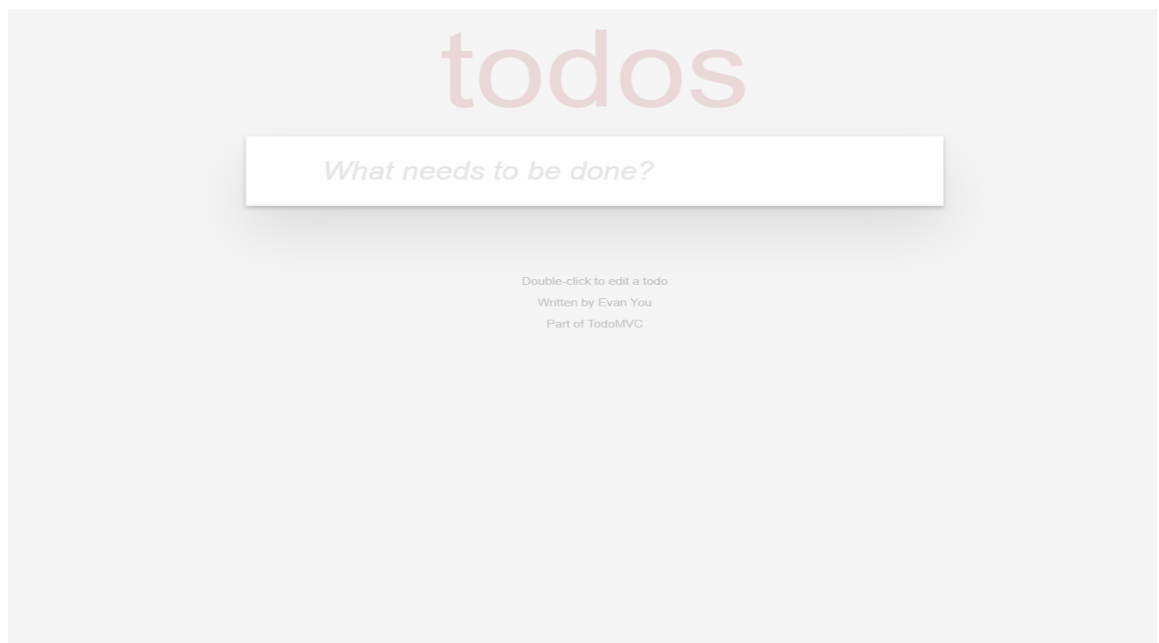 todos
What needs to be done?
Double-click to edit a todo
Written by Evan You
Part of TodoMVC